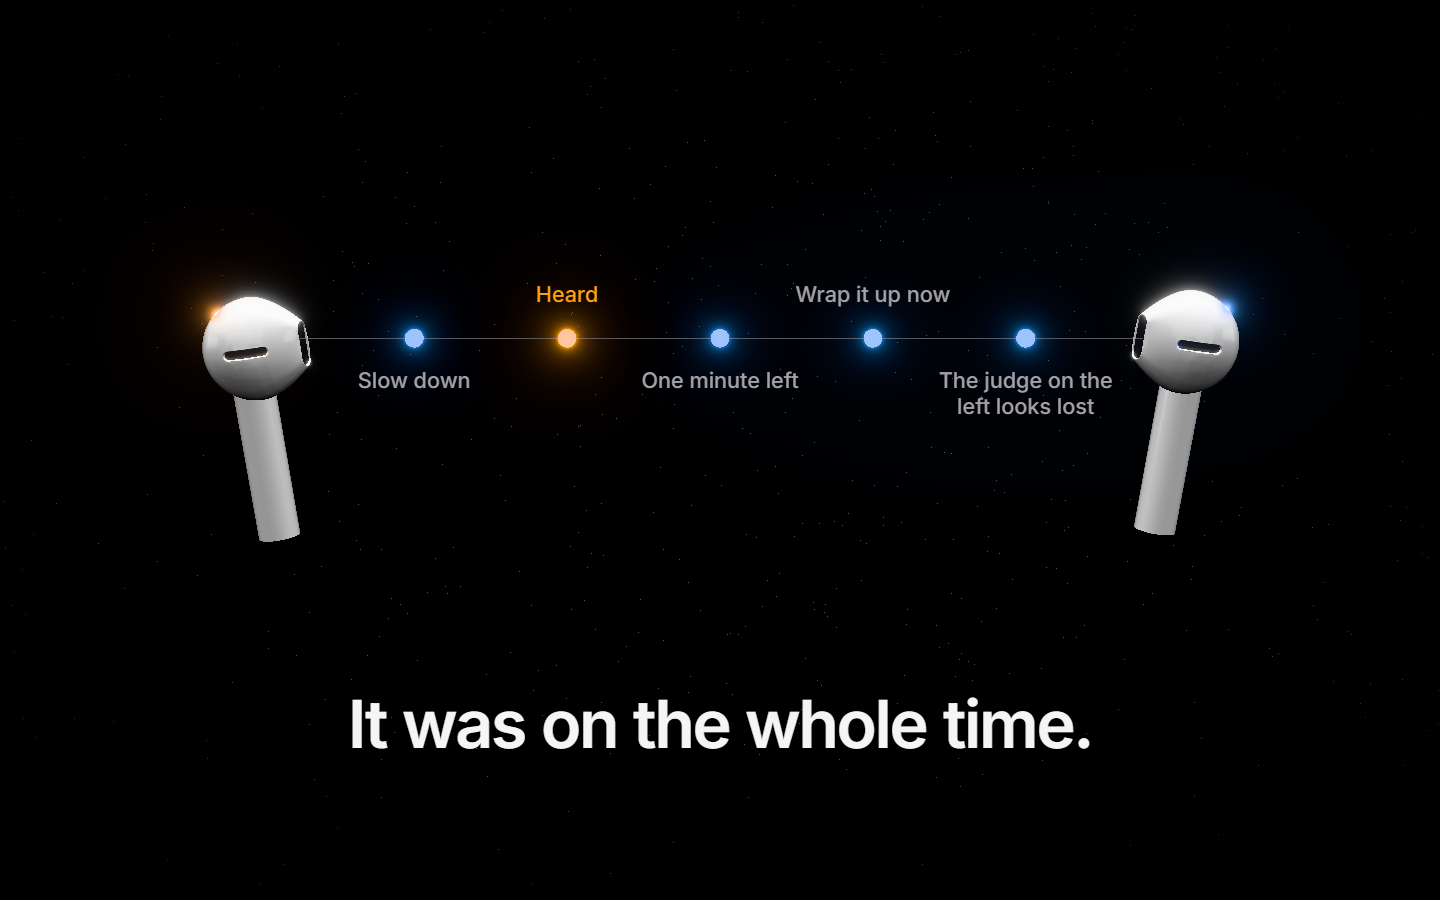 Heard
Wrap it up now
Slow down
One minute left
The judge on the
left looks lost
It was on the whole time.